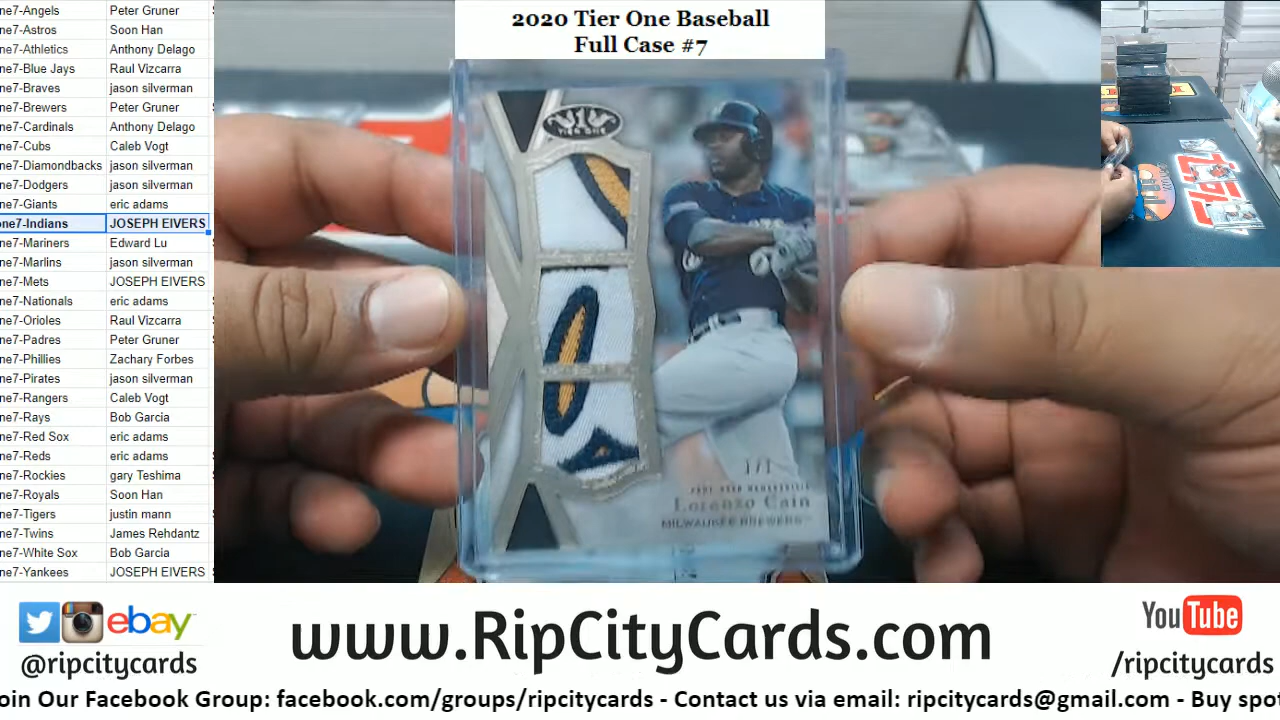 2020 Tier One Baseball
Full Case #7
ne7-Angels Peter Gruner
ne7-Astros Soon Han
ne7-Athletics Anthony Delago
ne7-Blue Jays Raul Vizcarra
ne7-Braves jason silverman
ne7-Brewers Peter Gruner
ne7-Cardinals Anthony Delago
ne7-Cubs Caleb Vogt
ne7-Diamondbacks jason silverman
ne7-Dodgers jason silverman
ne7-Giants eric adams
ne7-Indians JOSEPH EIVERS
ne7-Mariners Edward Lu
ne7-Marlins jason silverman
ne7-Mets JOSEPH EIVERS
ne7-Nationals eric adams
ne7-Orioles Raul Vizcarra
ne7-Padres Peter Gruner
ne7-Phillies Zachary Forbes
ne7-Pirates jason silverman
ne7-Rangers Caleb Vogt
ne7-Rays Bob Garcia
ne7-Red Sox eric adams
ne7-Reds eric adams
ne7-Rockies gary Teshima
ne7-Royals Soon Han
ne7-Tigers justin mann
ne7-Twins James Rehdantz
ne7-White Sox Bob Garcia
ne7-Yankees JOSEPH EIVERS
1
TIER ONE
1/1
Lorenzo Cain
MILWAUKEE BREWERS™
ebay
@ripcitycards
www.RipCityCards.com
YouTube
/ripcitycards
oin Our Facebook Group: facebook.com/groups/ripcitycards - Contact us via email: ripcitycards@gmail.com - Buy spot